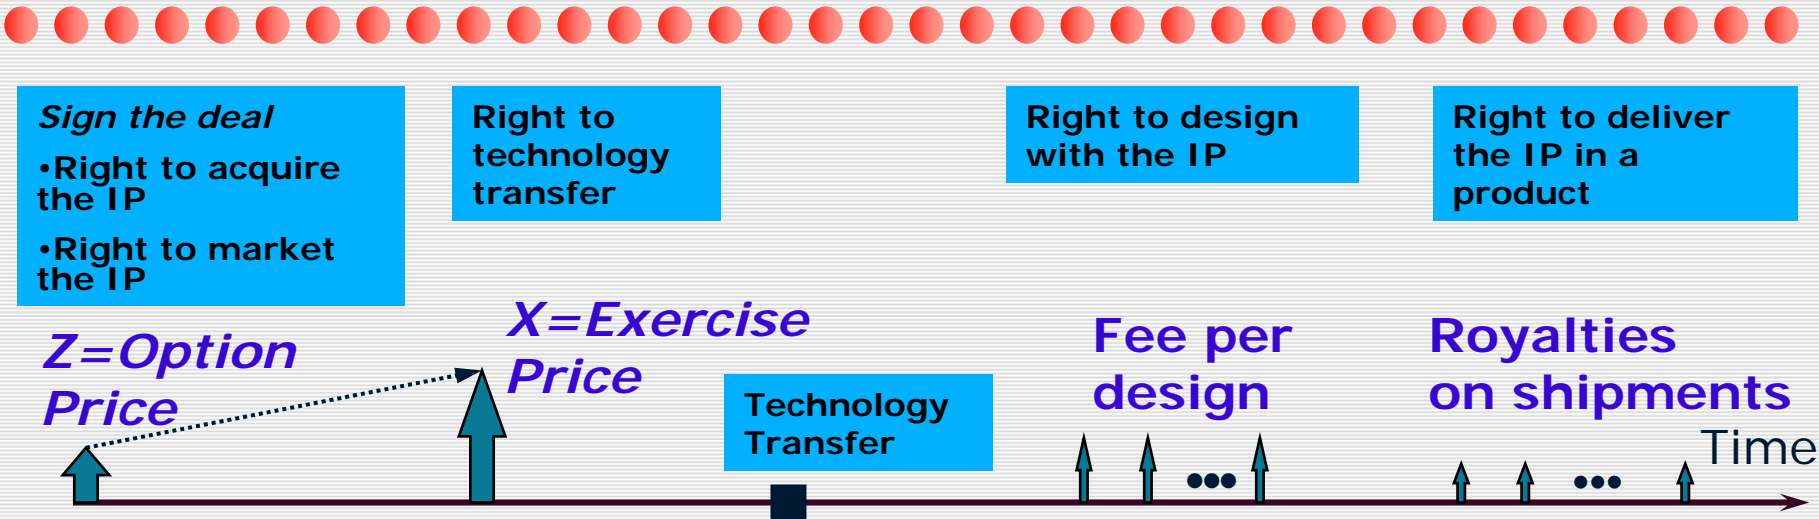 Sign the deal
•Right to acquire
the IP
•Right to market
the IP
Right to
technology
transfer
Right to design
with the IP
Right to deliver
the IP in a
product
Z=Option
Price
X=Exercise
Price
Technology
Transfer
Fee per
design
•••
Royalties
on shipments
•••
Time